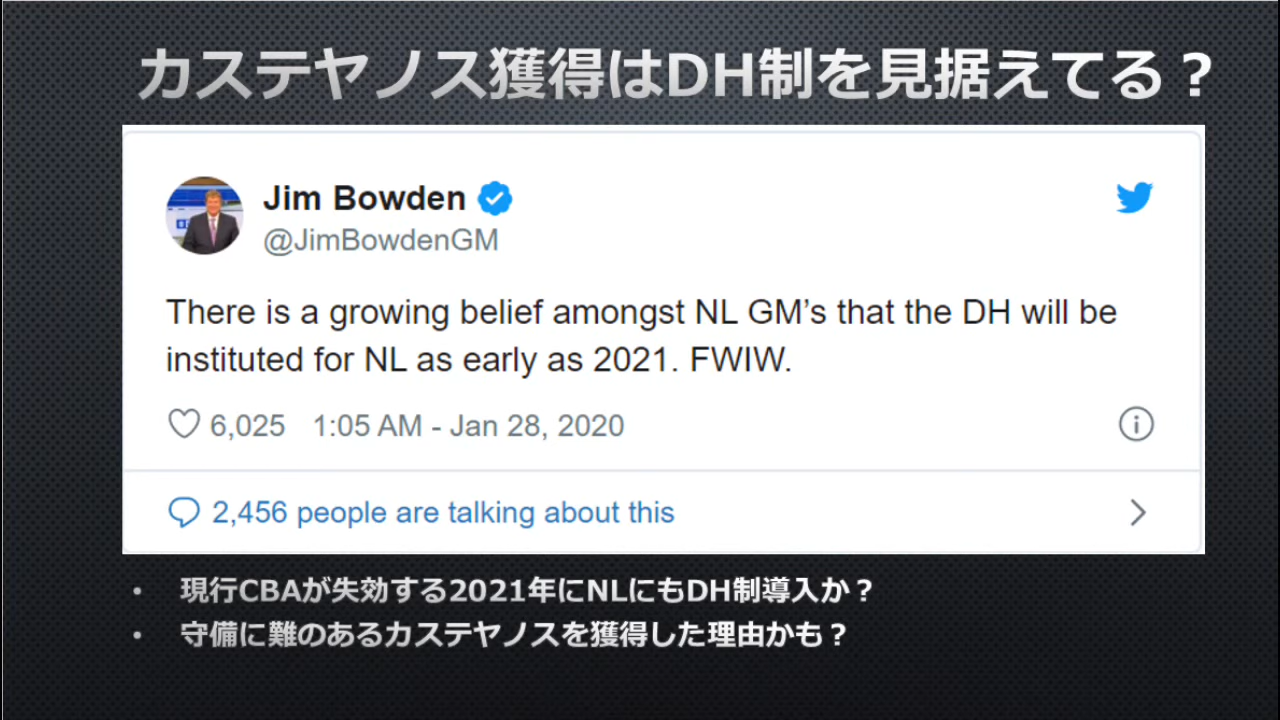 カステヤノス獲得はDH制を見据えてる？
Jim Bowden
@JimBowdenGM
There is a growing belief amongst NL GM’s that the DH will be
instituted for NL as early as 2021. FWIW.
6,025 1:05 AM - Jan 28, 2020
2,456 people are talking about this
• 現行CBAが失効する2021年にNLにもDH制導入か？
• 守備に難のあるカステヤノスを獲得した理由かも？